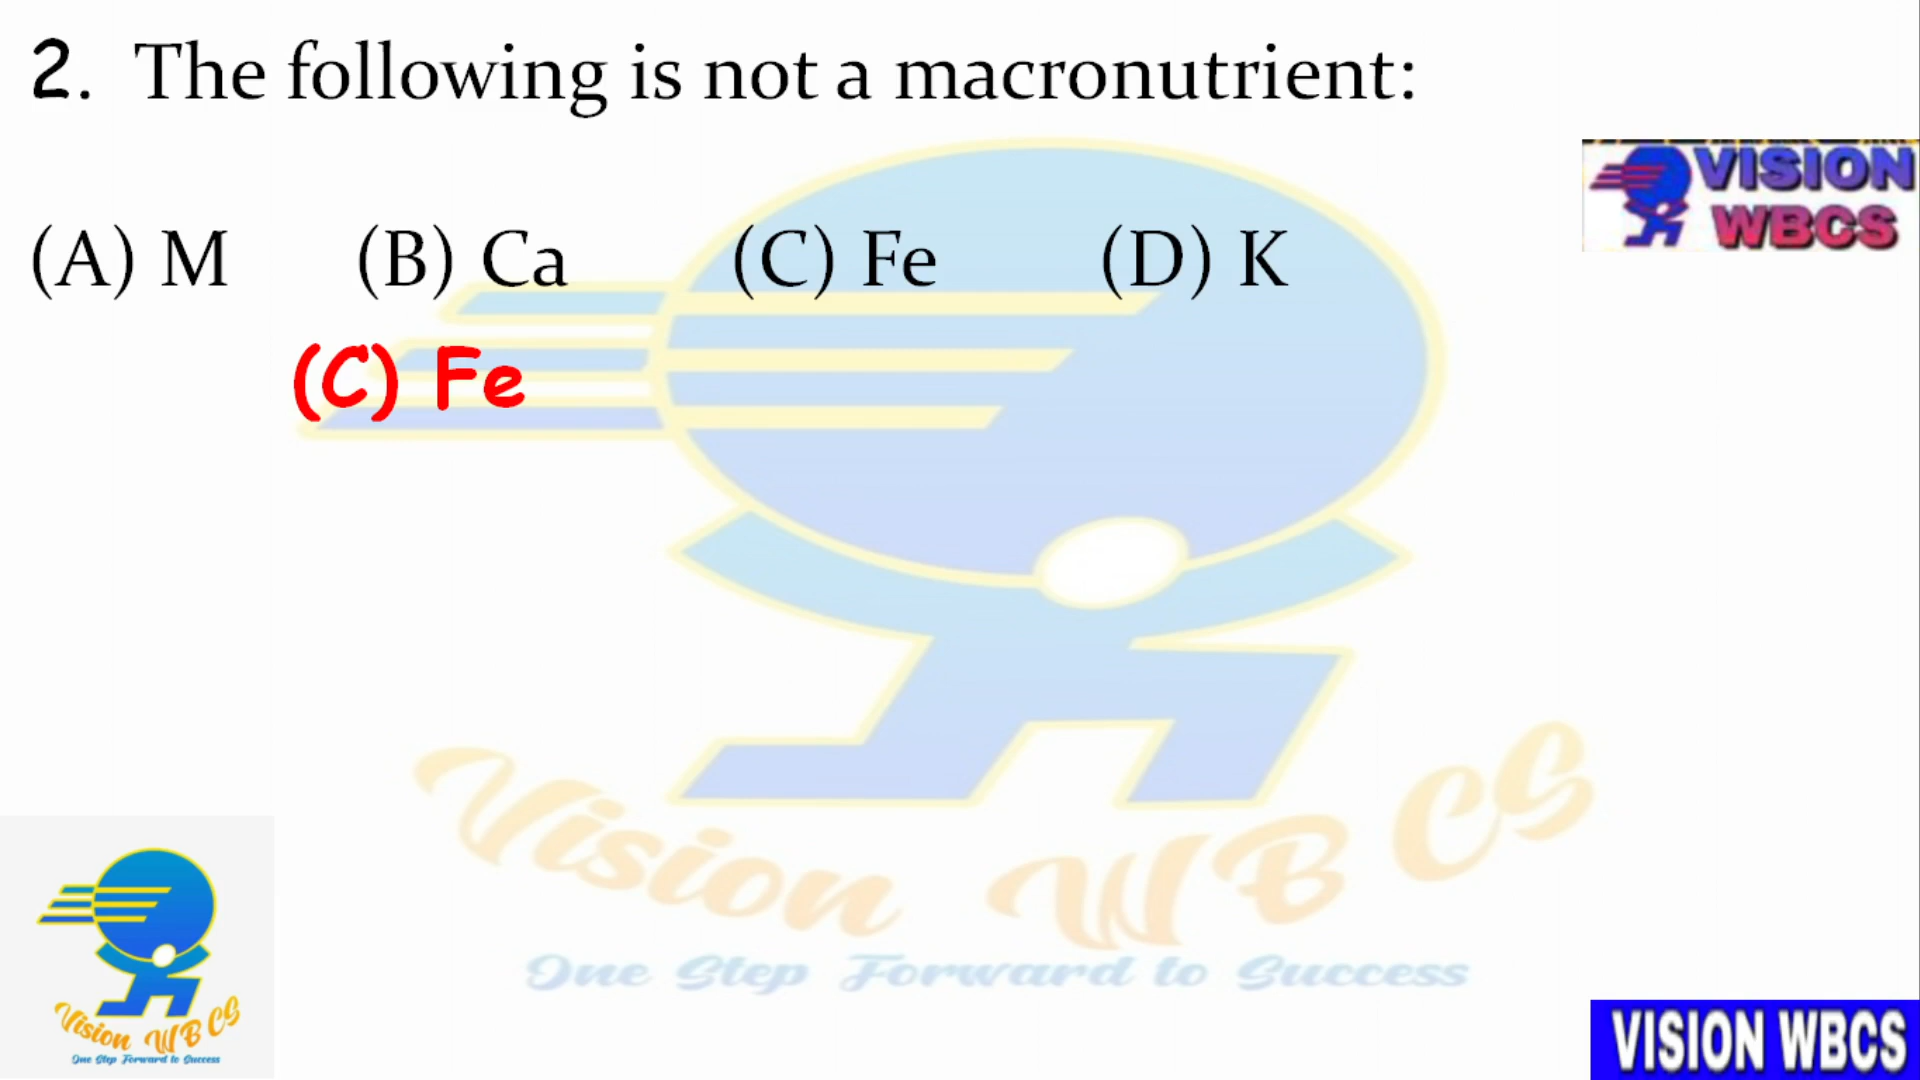 2. The following is not a macronutrient:
VISION
WBCS
(A) M (B) Ca (C) Fe (D) K
(C) Fe
Vision WBCS
One Step Forward to Success
Vision WBCS
One Step Forward to Success
VISION WBCS